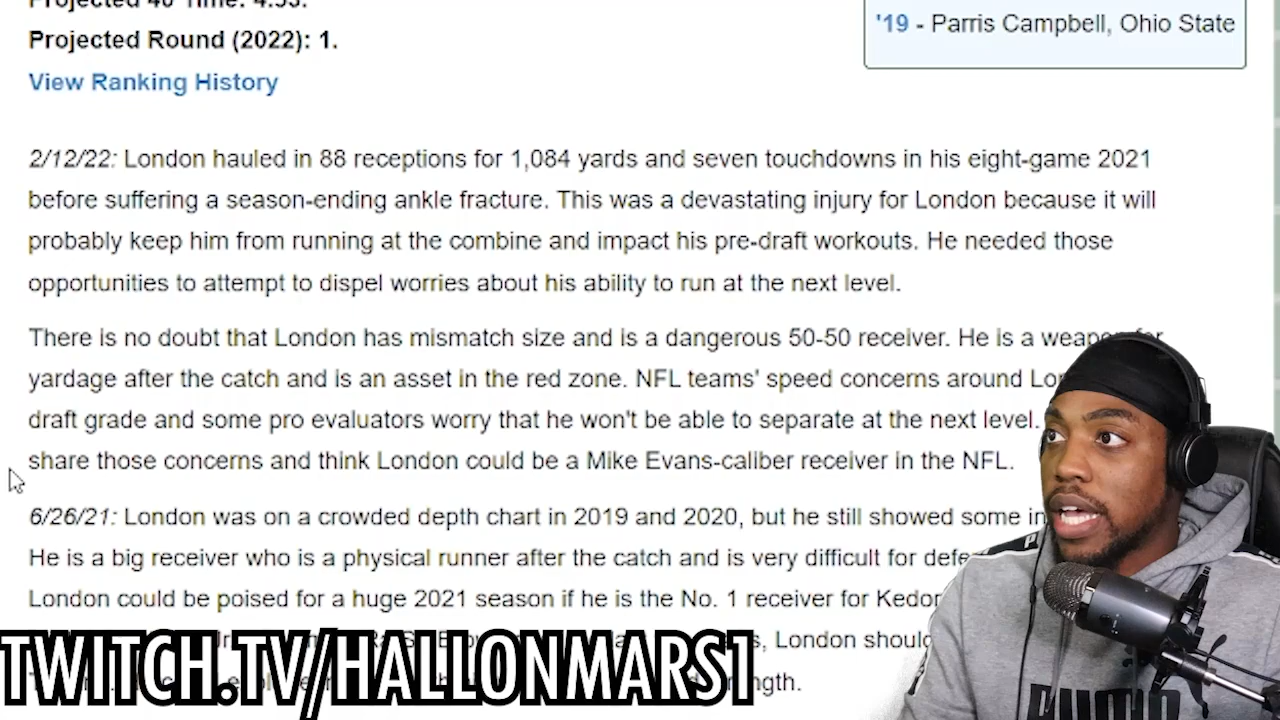 Projected 40 Time: 4.53.
Projected Round (2022): 1.
View Ranking History
'19 - Parris Campbell, Ohio State
2/12/22: London hauled in 88 receptions for 1,084 yards and seven touchdowns in his eight-game 2021
before suffering a season-ending ankle fracture. This was a devastating injury for London because it will
probably keep him from running at the combine and impact his pre-draft workouts. He needed those
opportunities to attempt to dispel worries about his ability to run at the next level.
There is no doubt that London has mismatch size and is a dangerous 50-50 receiver. He is a weapon for
yardage after the catch and is an asset in the red zone. NFL teams' speed concerns around
draft grade and some pro evaluators worry that he won't be able to separate at the next level.
share those concerns and think London could be a Mike Evans-caliber receiver in the NFL.
6/26/21: London was on a crowded depth chart in 2019 and 2020, but he still showed some
He is a big receiver who is a physical runner after the catch and is very difficult for
London could be poised for a huge 2021 season if he is the No. 1 receiver for
London
TWITCH.TV/HALLONMARS1
PUMA